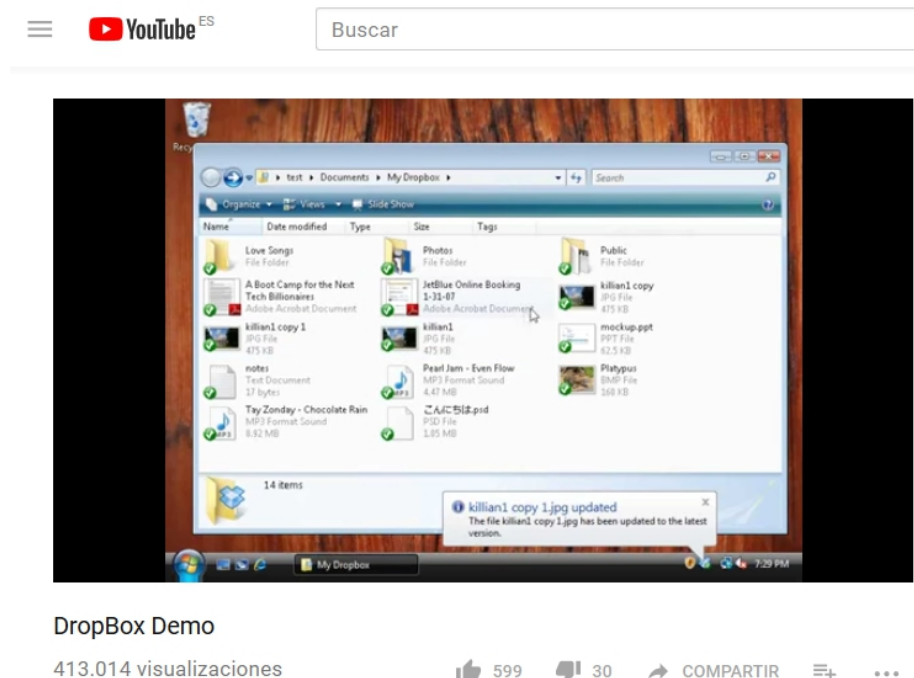 YouTube ES
Buscar
Recy
test ▸ Documents ▸ My Dropbox ▸
Search
Organize Views Slide Show
Name Date modified Type Size Tags
Love Songs
File Folder
Photos
File Folder
Public
File Folder
A Boot Camp for the Next
Tech Billionaires
Adobe Acrobat Document
JetBlue Online Booking
1-31-07
Adobe Acrobat Document
killian1 copy
JPG File
475 KB
killian1 copy 1
JPG File
475 KB
killian1
JPG File
475 KB
mockup.ppt
PPT File
62.5 KB
notes
Text Document
17 bytes
Pearl Jam - Even Flow
MP3 Format Sound
4.47 MB
Platypus
BMP File
168 KB
Tay Zonday - Chocolate Rain
MP3 Format Sound
8.92 MB
こんにちは.psd
PSD File
1.05 MB
14 items
killian1 copy 1.jpg updated
The file killian1 copy 1.jpg has been updated to the latest
version.
My Dropbox
7:29 PM
DropBox Demo
413.014 visualizaciones
599 30 COMPARTIR